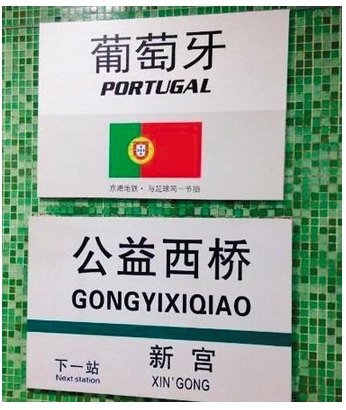 葡萄牙
PORTUGAL
京港地铁·与足球同一节拍
公益西桥
GONGYIXIQIAO
下一站
Next station
新宫
XIN'GONG